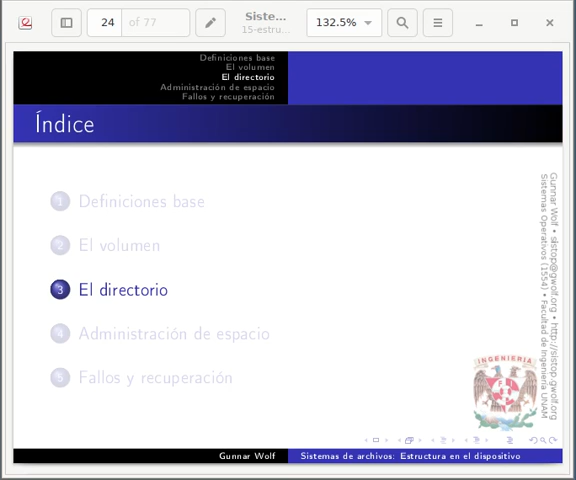 24 of 77
Siste...
15-estru...
132.5%
Definiciones base
El volumen
El directorio
Administración de espacio
Fallos y recuperación
Índice
1 Definiciones base
2 El volumen
3 El directorio
4 Administración de espacio
5 Fallos y recuperación
Gunnar Wolf • sistop@gwolf.org • http://sistop.gwolf.org
Sistemas Operativos (1554) • Facultad de Ingeniería UNAM
INGENIERIA
Gunnar Wolf
Sistemas de archivos: Estructura en el dispositivo